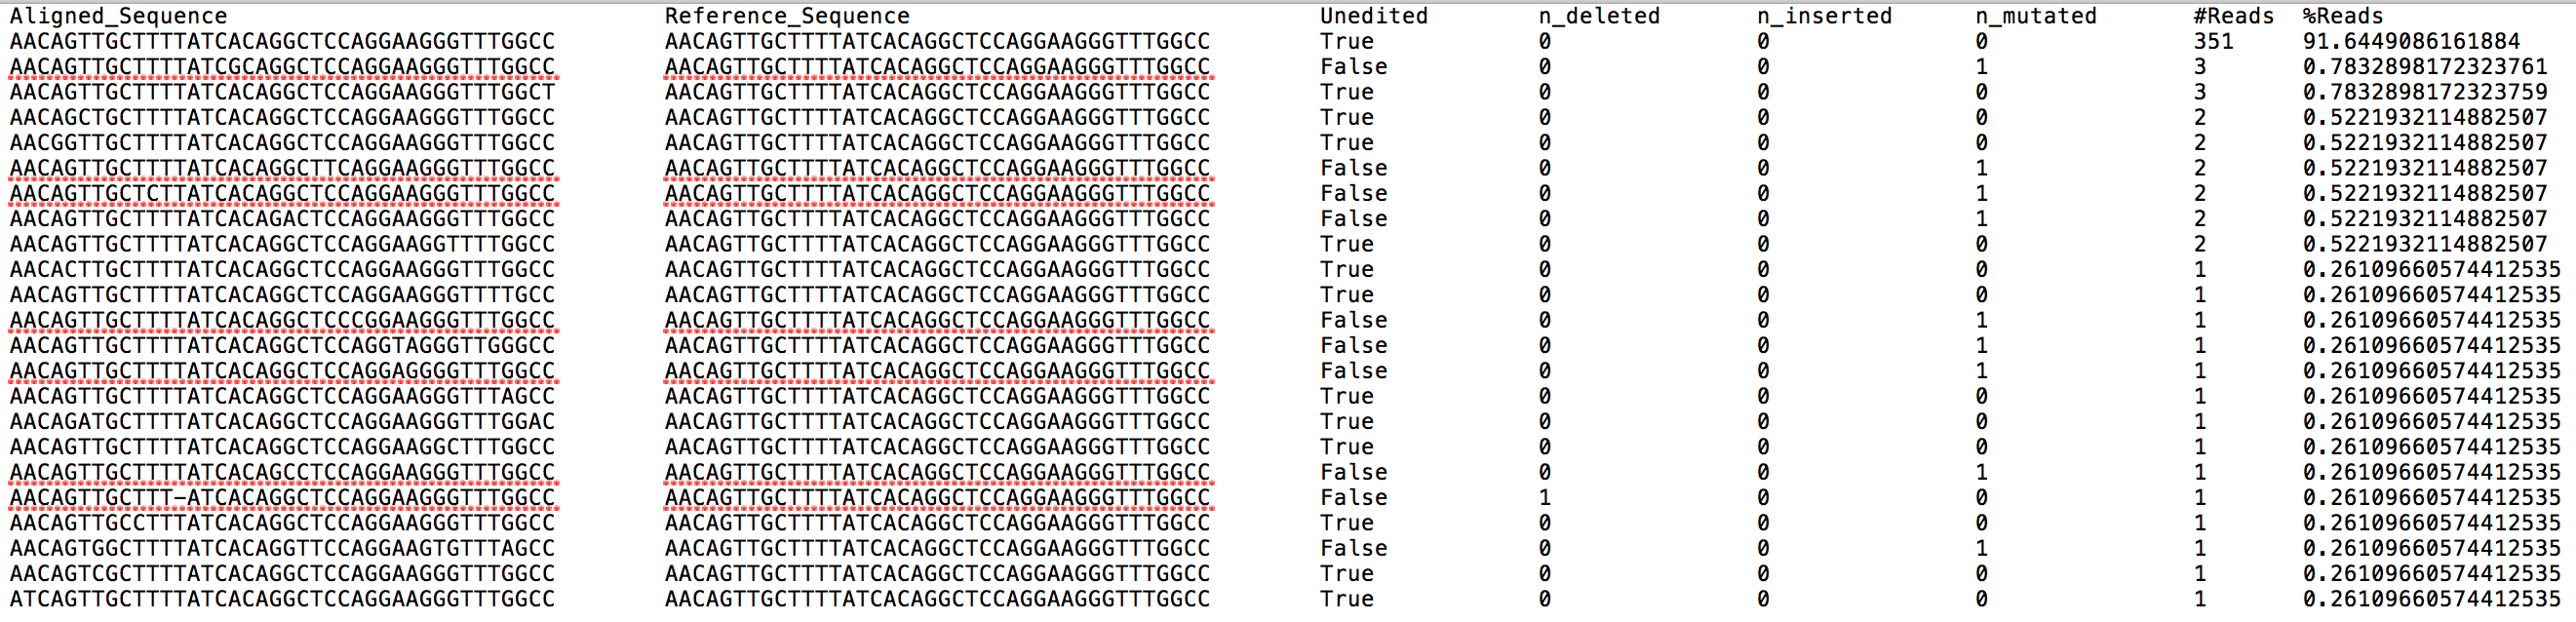 Aligned_Sequence Reference_Sequence Unedited n_deleted n_inserted n_mutated #Reads %Reads
AACAGTTGCTTTTATCACAGGCTCCAGGAAGGGTTTGGCC AACAGTTGCTTTTATCACAGGCTCCAGGAAGGGTTTGGCC True 0 0 0 351 91.6449086161884
AACAGTTGCTTTTATCGCAGGCTCCAGGAAGGGTTTGGCC AACAGTTGCTTTTATCACAGGCTCCAGGAAGGGTTTGGCC False 0 0 1 3 0.7832898172323761
AACAGTTGCTTTTATCACAGGCTCCAGGAAGGGTTTGGCT AACAGTTGCTTTTATCACAGGCTCCAGGAAGGGTTTGGCC True 0 0 0 3 0.7832898172323759
AACAGCTGCTTTTATCACAGGCTCCAGGAAGGGTTTGGCC AACAGTTGCTTTTATCACAGGCTCCAGGAAGGGTTTGGCC True 0 0 0 2 0.5221932114882507
AACGGTTGCTTTTATCACAGGCTCCAGGAAGGGTTTGGCC AACAGTTGCTTTTATCACAGGCTCCAGGAAGGGTTTGGCC True 0 0 0 2 0.5221932114882507
AACAGTTGCTTTTATCACAGGCTTCAGGAAGGGTTTGGCC AACAGTTGCTTTTATCACAGGCTCCAGGAAGGGTTTGGCC False 0 0 1 2 0.5221932114882507
AACAGTTGCTCTTATCACAGGCTCCAGGAAGGGTTTGGCC AACAGTTGCTTTTATCACAGGCTCCAGGAAGGGTTTGGCC False 0 0 1 2 0.5221932114882507
AACAGTTGCTTTTATCACAGACTCCAGGAAGGGTTTGGCC AACAGTTGCTTTTATCACAGGCTCCAGGAAGGGTTTGGCC False 0 0 1 2 0.5221932114882507
AACAGTTGCTTTTATCACAGGCTCCAGGAAGGTTTTGGCC AACAGTTGCTTTTATCACAGGCTCCAGGAAGGGTTTGGCC True 0 0 0 2 0.5221932114882507
AACACTTGCTTTTATCACAGGCTCCAGGAAGGGTTTGGCC AACAGTTGCTTTTATCACAGGCTCCAGGAAGGGTTTGGCC True 0 0 0 1 0.26109660574412535
AACAGTTGCTTTTATCACAGGCTCCAGGAAGGGTTTTGCC AACAGTTGCTTTTATCACAGGCTCCAGGAAGGGTTTGGCC True 0 0 0 1 0.26109660574412535
AACAGTTGCTTTTATCACAGGCTCCCGGAAGGGTTTGGCC AACAGTTGCTTTTATCACAGGCTCCAGGAAGGGTTTGGCC False 0 0 1 1 0.26109660574412535
AACAGTTGCTTTTATCACAGGCTCCAGGTAGGGTTGGGCC AACAGTTGCTTTTATCACAGGCTCCAGGAAGGGTTTGGCC False 0 0 1 1 0.26109660574412535
AACAGTTGCTTTTATCACAGGCTCCAGGAGGGGTTTGGCC AACAGTTGCTTTTATCACAGGCTCCAGGAAGGGTTTGGCC False 0 0 1 1 0.26109660574412535
AACAGTTGCTTTTATCACAGGCTCCAGGAAGGGTTTAGCC AACAGTTGCTTTTATCACAGGCTCCAGGAAGGGTTTGGCC True 0 0 0 1 0.26109660574412535
AACAGATGCTTTTATCACAGGCTCCAGGAAGGGTTTGGAC AACAGTTGCTTTTATCACAGGCTCCAGGAAGGGTTTGGCC True 0 0 0 1 0.26109660574412535
AACAGTTGCTTTTATCACAGGCTCCAGGAAGGCTTTGGCC AACAGTTGCTTTTATCACAGGCTCCAGGAAGGGTTTGGCC True 0 0 0 1 0.26109660574412535
AACAGTTGCTTTTATCACAGCCTCCAGGAAGGGTTTGGCC AACAGTTGCTTTTATCACAGGCTCCAGGAAGGGTTTGGCC False 0 0 1 1 0.26109660574412535
AACAGTTGCTTT-ATCACAGGCTCCAGGAAGGGTTTGGCC AACAGTTGCTTTTATCACAGGCTCCAGGAAGGGTTTGGCC False 1 0 0 1 0.26109660574412535
AACAGTTGCCTTTATCACAGGCTCCAGGAAGGGTTTGGCC AACAGTTGCTTTTATCACAGGCTCCAGGAAGGGTTTGGCC True 0 0 0 1 0.26109660574412535
AACAGTGGCTTTTATCACAGGTTCCAGGAAGTGTTTAGCC AACAGTTGCTTTTATCACAGGCTCCAGGAAGGGTTTGGCC False 0 0 1 1 0.26109660574412535
AACAGTCGCTTTTATCACAGGCTCCAGGAAGGGTTTGGCC AACAGTTGCTTTTATCACAGGCTCCAGGAAGGGTTTGGCC True 0 0 0 1 0.26109660574412535
ATCAGTTGCTTTTATCACAGGCTCCAGGAAGGGTTTGGCC AACAGTTGCTTTTATCACAGGCTCCAGGAAGGGTTTGGCC True 0 0 0 1 0.26109660574412535